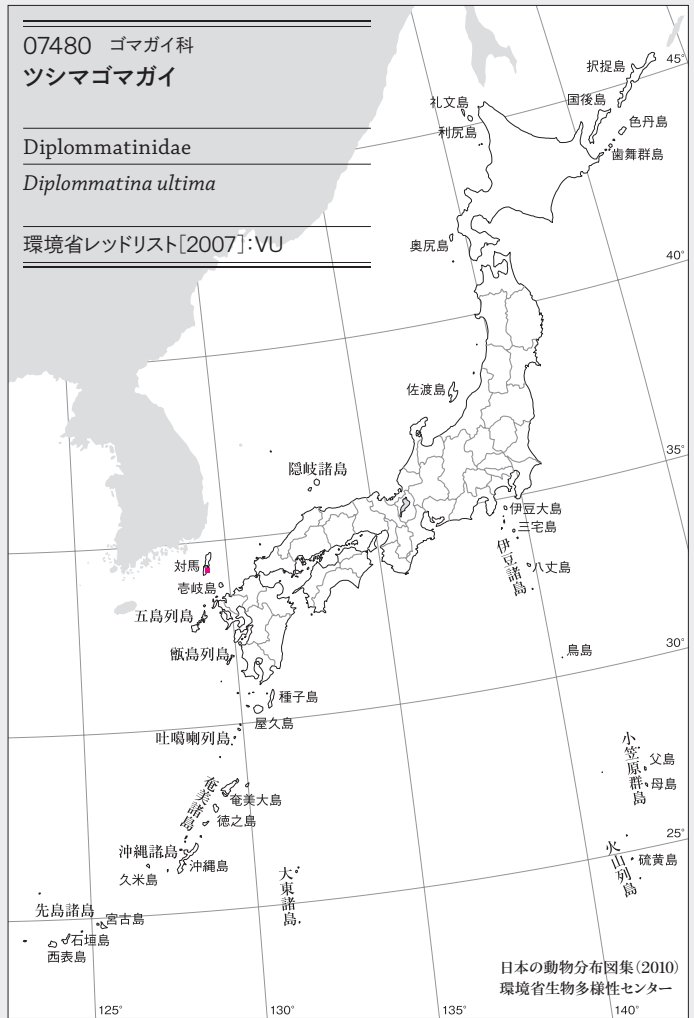 07480 ゴマガイ科
ツシマゴマガイ
Diplommatinidae
Diplommatina ultima
環境省レッドリスト[2007]:VU
択捉島
45°
礼文島
国後島
利尻島
色丹島
歯舞群島
奥尻島
40°
佐渡島
35°
隠岐諸島
伊豆大島
三宅島
伊豆諸島
八丈島
対馬
壱岐島
五島列島
甑島列島
鳥島
30°
種子島
屋久島
吐噶喇列島
小笠原群島
父島
母島
奄美諸島
奄美大島
徳之島
25°
沖縄諸島
沖縄島
久米島
火山列島
硫黄島
大東諸島
先島諸島
宮古島
石垣島
西表島
日本の動物分布図集(2010)
環境省生物多様性センター
125°
130°
135°
140°